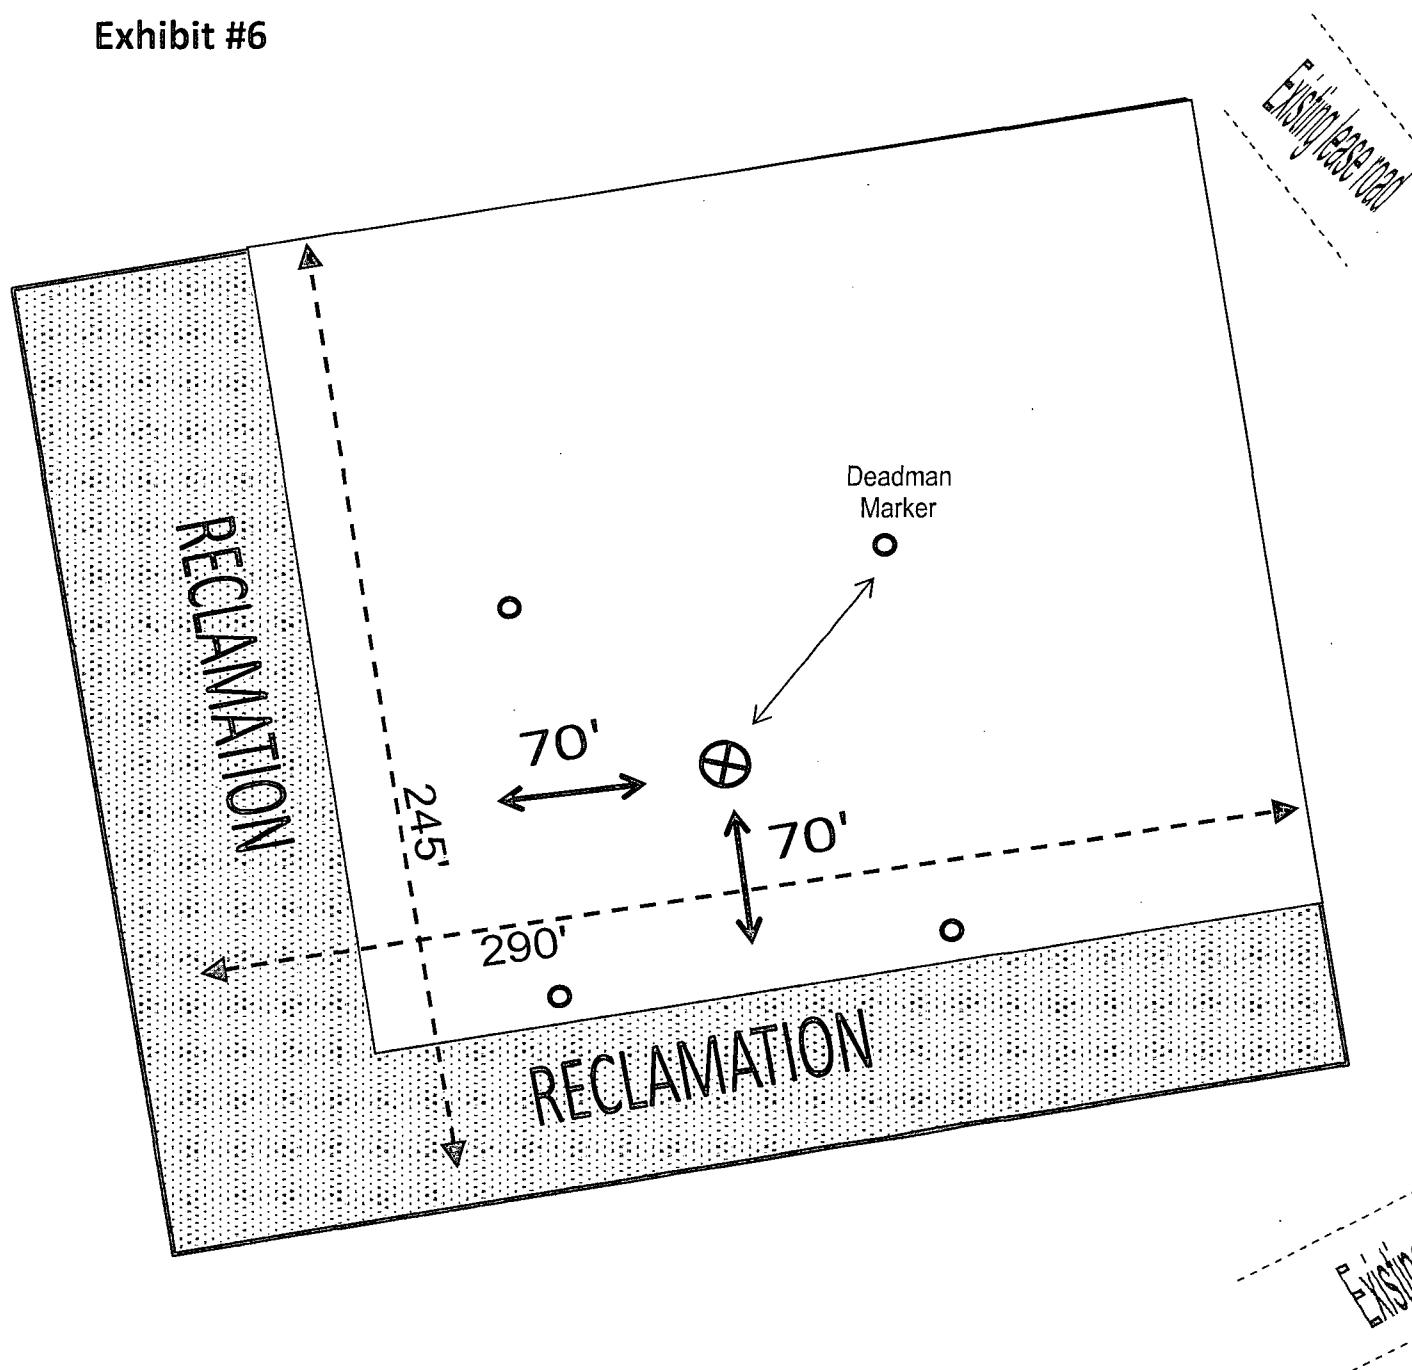 Exhibit #6
Existing lease road
Deadman
Marker
RECLAMATION
70'
245'
70'
290'
RECLAMATION